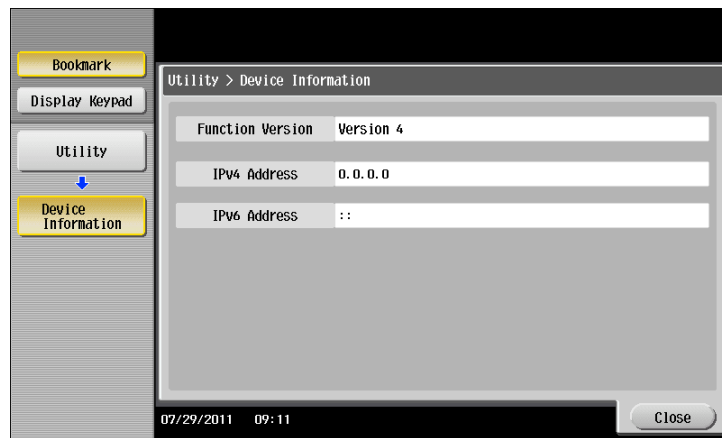 Bookmark
Display Keypad
Utility
Device
Information
Utility > Device Information
Function Version
Version 4
IPv4 Address
0.0.0.0
IPv6 Address
::
07/29/2011 09:11
Close